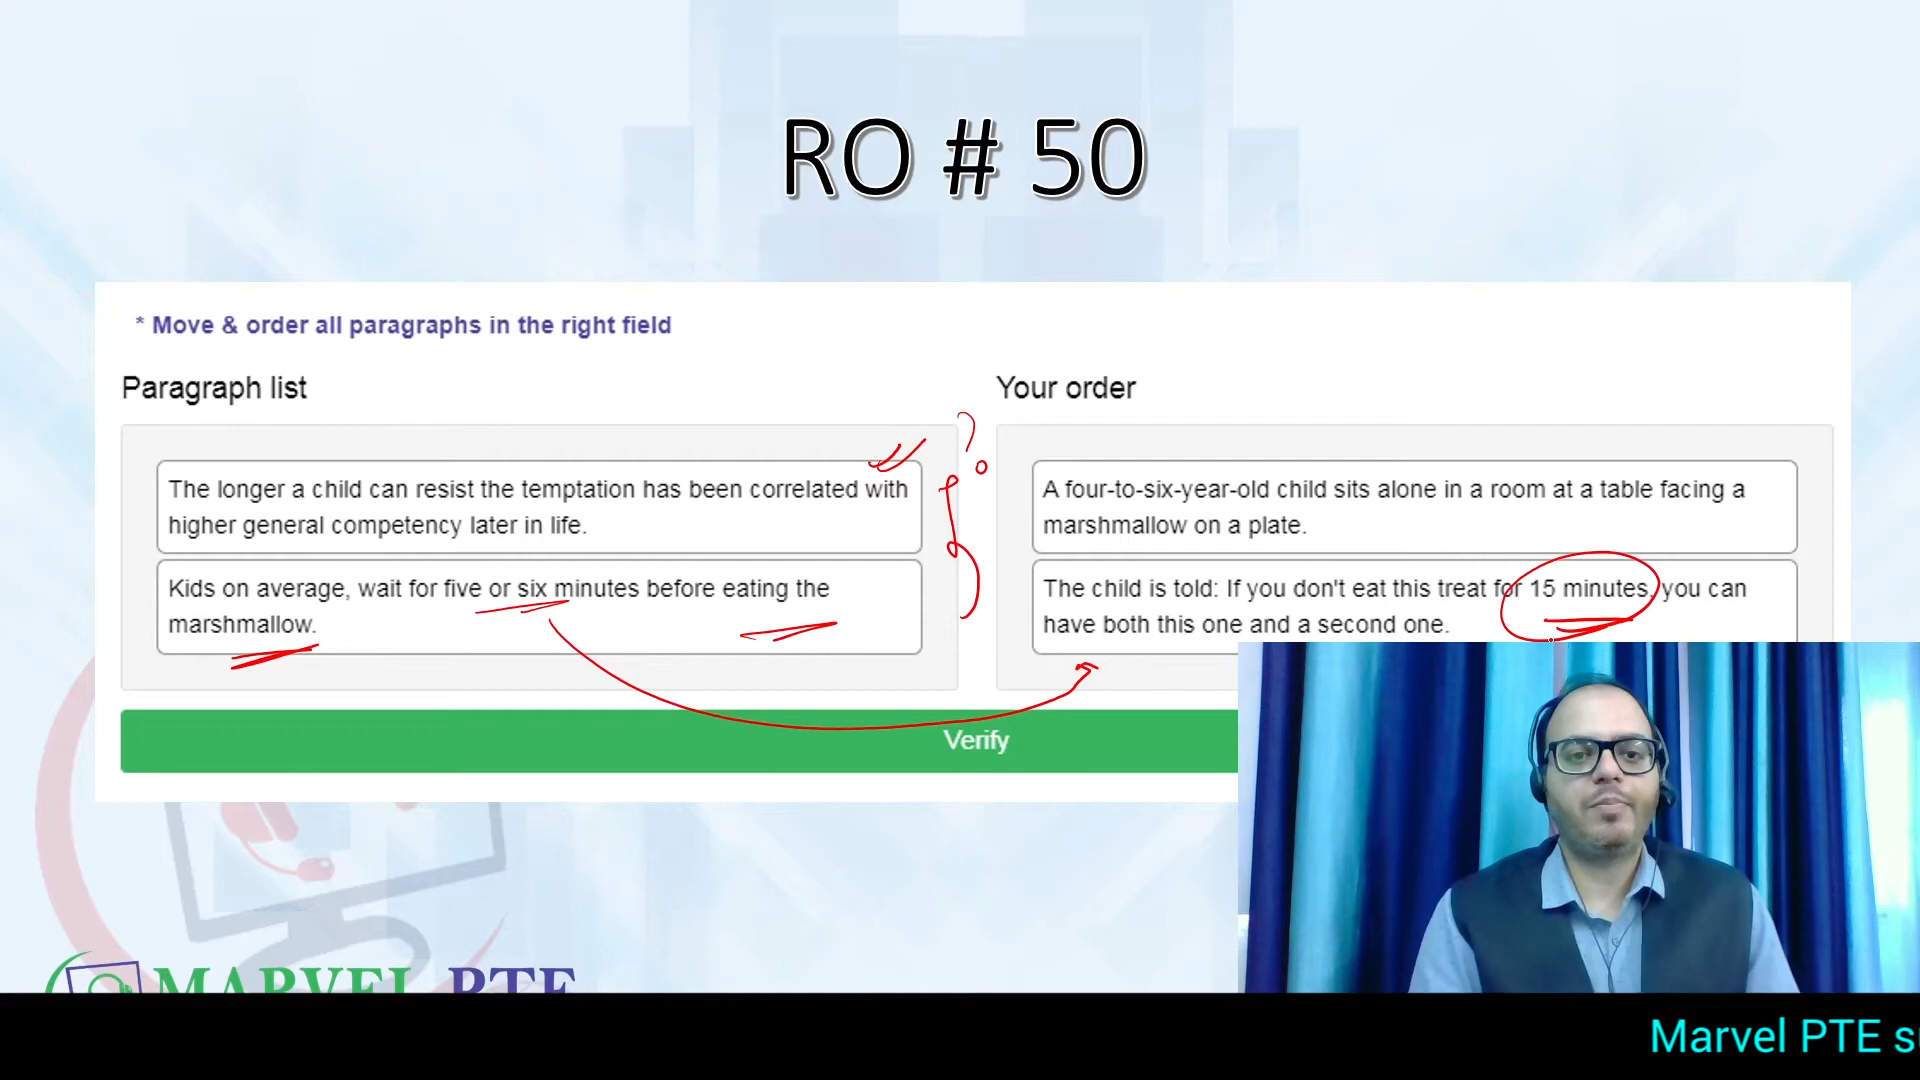 RO # 50
* Move & order all paragraphs in the right field
Paragraph list
Your order
The longer a child can resist the temptation has been correlated with
higher general competency later in life.
Kids on average, wait for five or six minutes before eating the
marshmallow.
?
A four-to-six-year-old child sits alone in a room at a table facing a
marshmallow on a plate.
The child is told: If you don't eat this treat for 15 minutes, you can
have both this one and a second one.
Verify
MARVEL PTE
Marvel PTE s